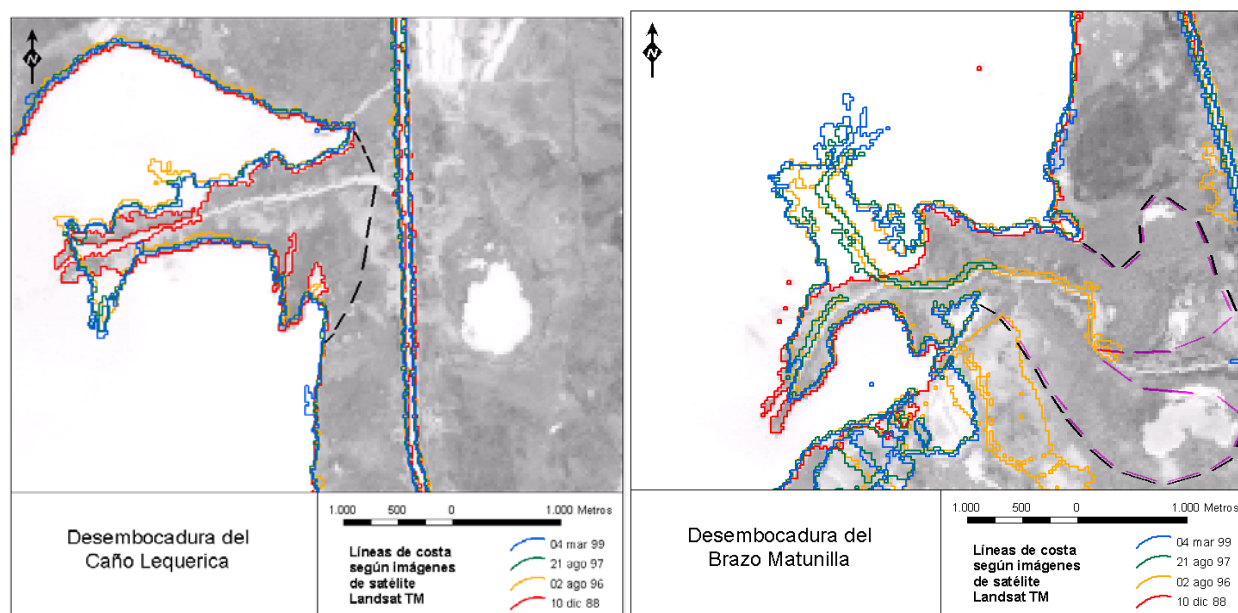 N
Desembocadura del
Caño Lequerica
1.000 500 0 1.000 Metros
Líneas de costa
según imágenes
de satélite
Landsat TM
04 mar 99
21 ago 97
02 ago 96
10 dic 88
N
Desembocadura del
Brazo Matunilla
1.000 500 0 1.000 Metros
Líneas de costa
según imágenes
de satélite
Landsat TM
04 mar 99
21 ago 97
02 ago 96
10 dic 88